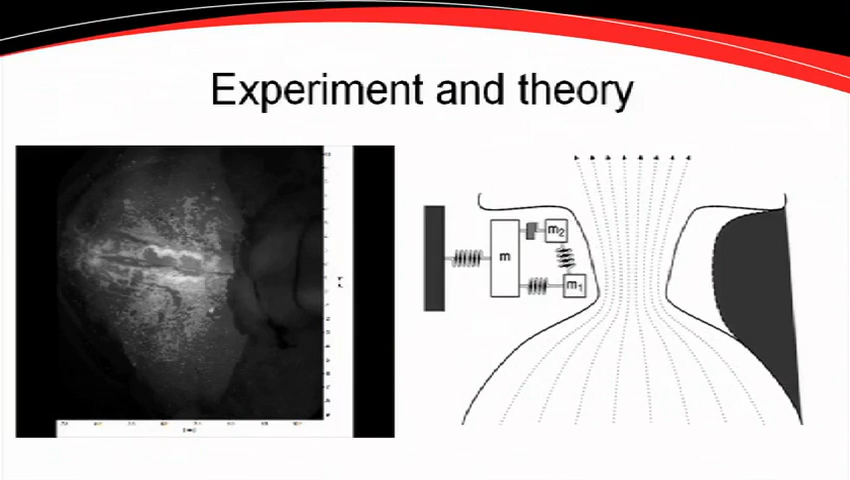 Experiment and theory
m
m₂
m₁